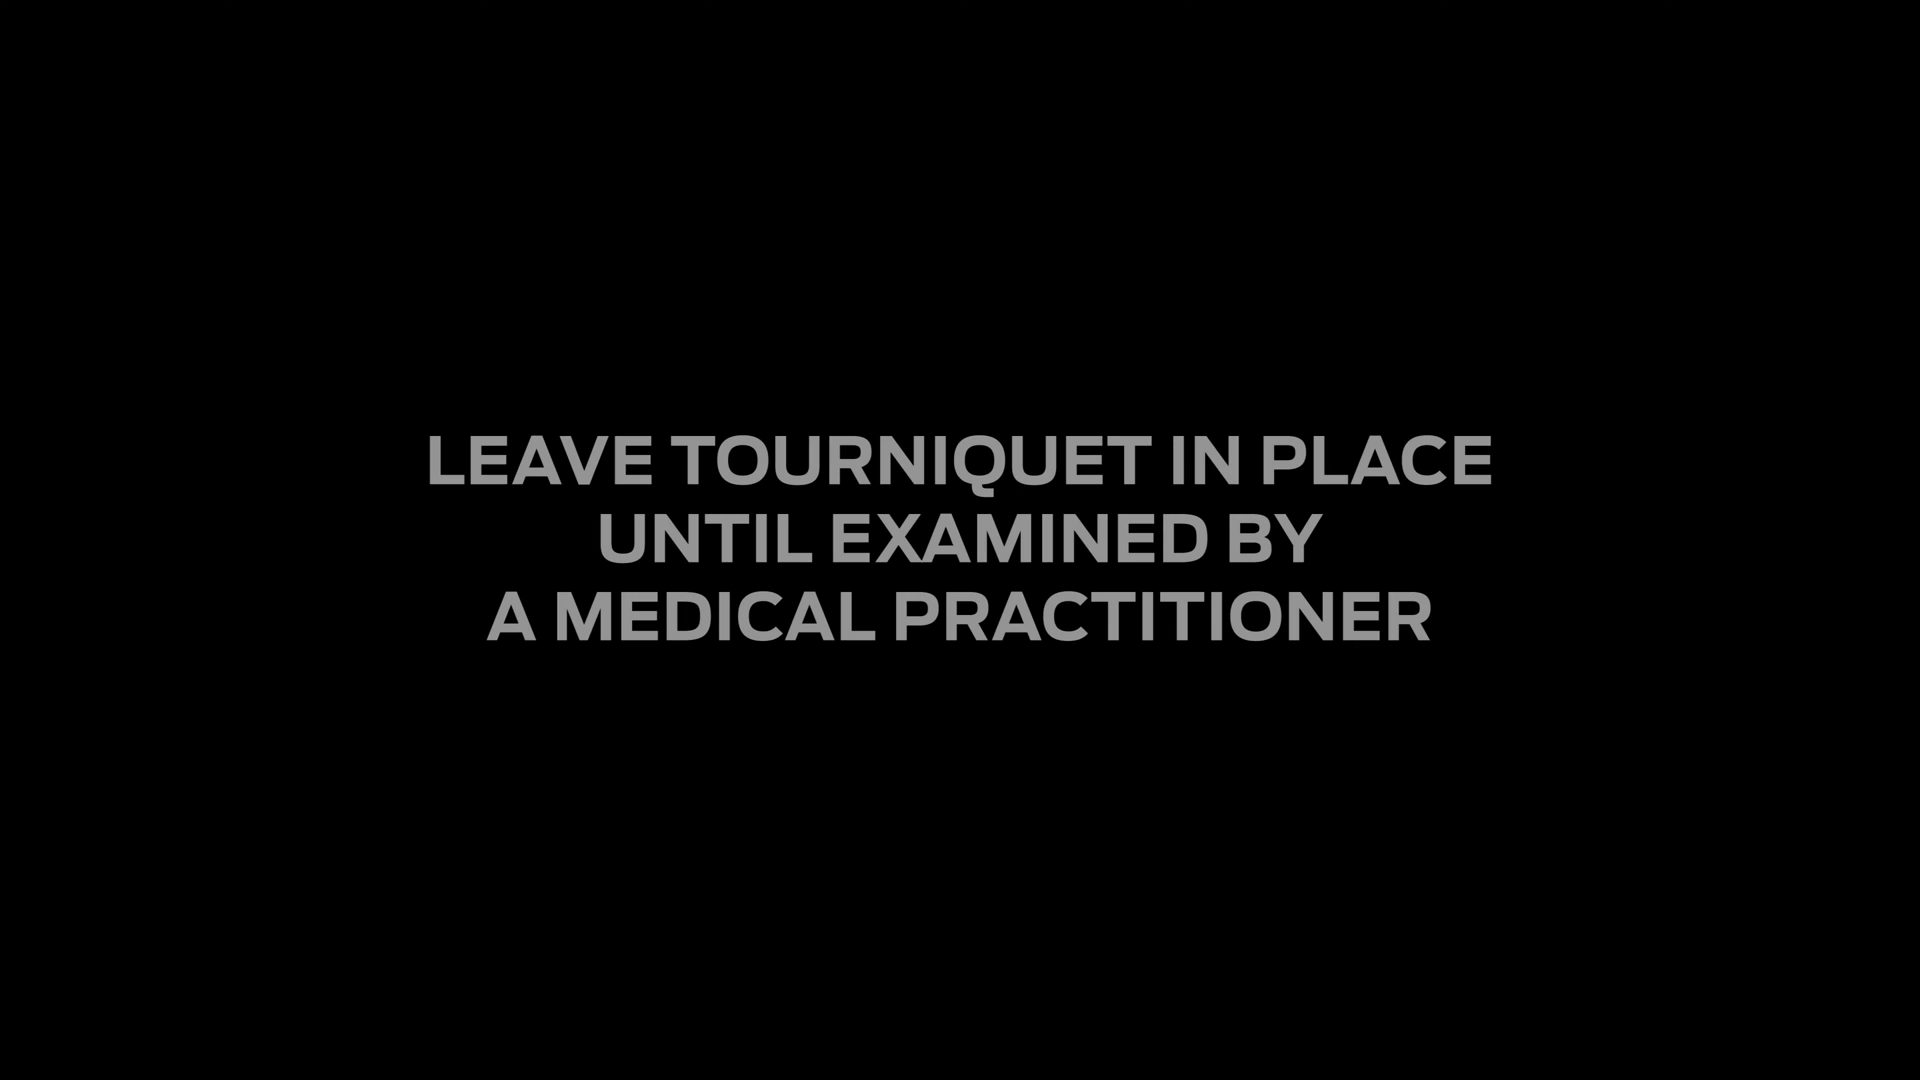 LEAVE TOURNIQUET IN PLACE
UNTIL EXAMINED BY
A MEDICAL PRACTITIONER